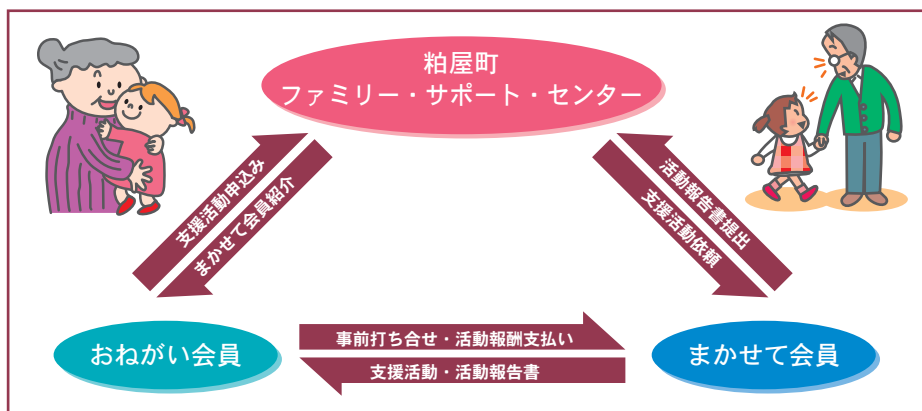 粕屋町
ファミリー・サポート・センター
支援活動申込み
まかせて会員紹介
活動報告書提出
支援活動依頼
おねがい会員
事前打ち合せ・活動報酬支払い
支援活動・活動報告書
まかせて会員